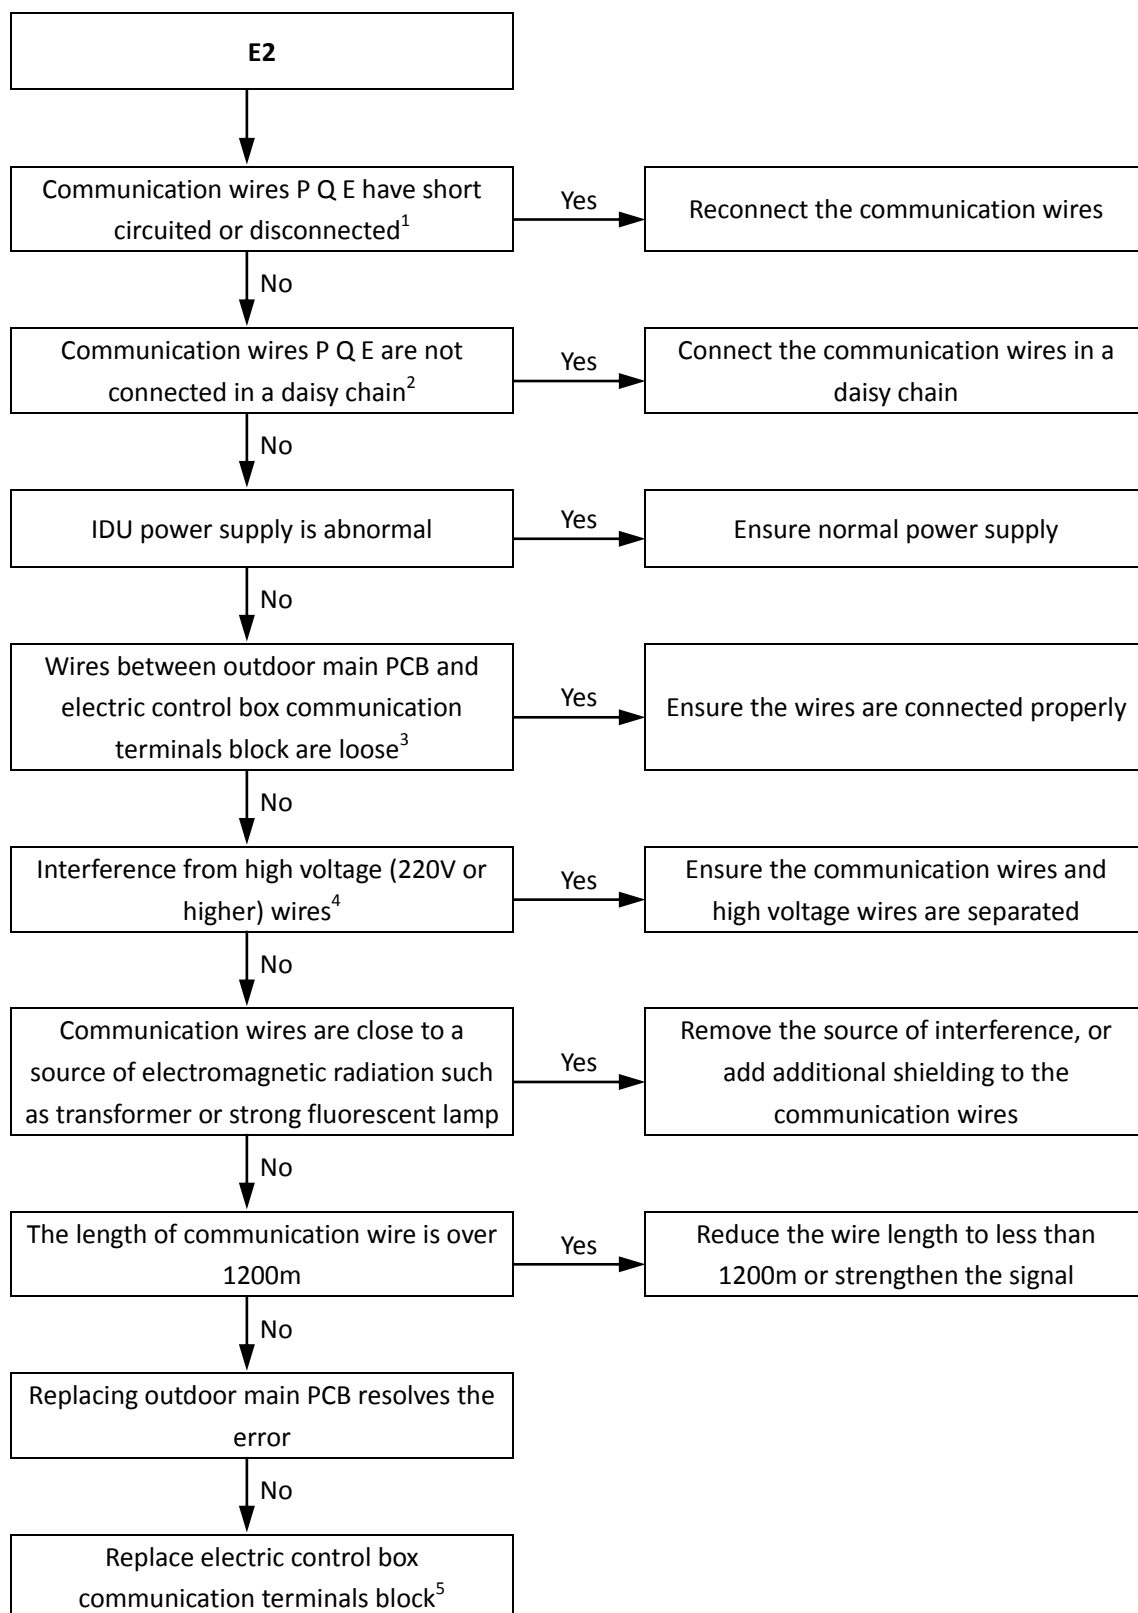 E2
Communication wires P Q E have short
circuited or disconnected¹
Yes
Reconnect the communication wires
No
Communication wires P Q E are not
connected in a daisy chain²
Yes
Connect the communication wires in a
daisy chain
No
IDU power supply is abnormal
Yes
Ensure normal power supply
No
Wires between outdoor main PCB and
electric control box communication
terminals block are loose³
Yes
Ensure the wires are connected properly
No
Interference from high voltage (220V or
higher) wires⁴
Yes
Ensure the communication wires and
high voltage wires are separated
No
Communication wires are close to a
source of electromagnetic radiation such
as transformer or strong fluorescent lamp
Yes
Remove the source of interference, or
add additional shielding to the
communication wires
No
The length of communication wire is over
1200m
Yes
Reduce the wire length to less than
1200m or strengthen the signal
No
Replacing outdoor main PCB resolves the
error
No
Replace electric control box
communication terminals block⁵